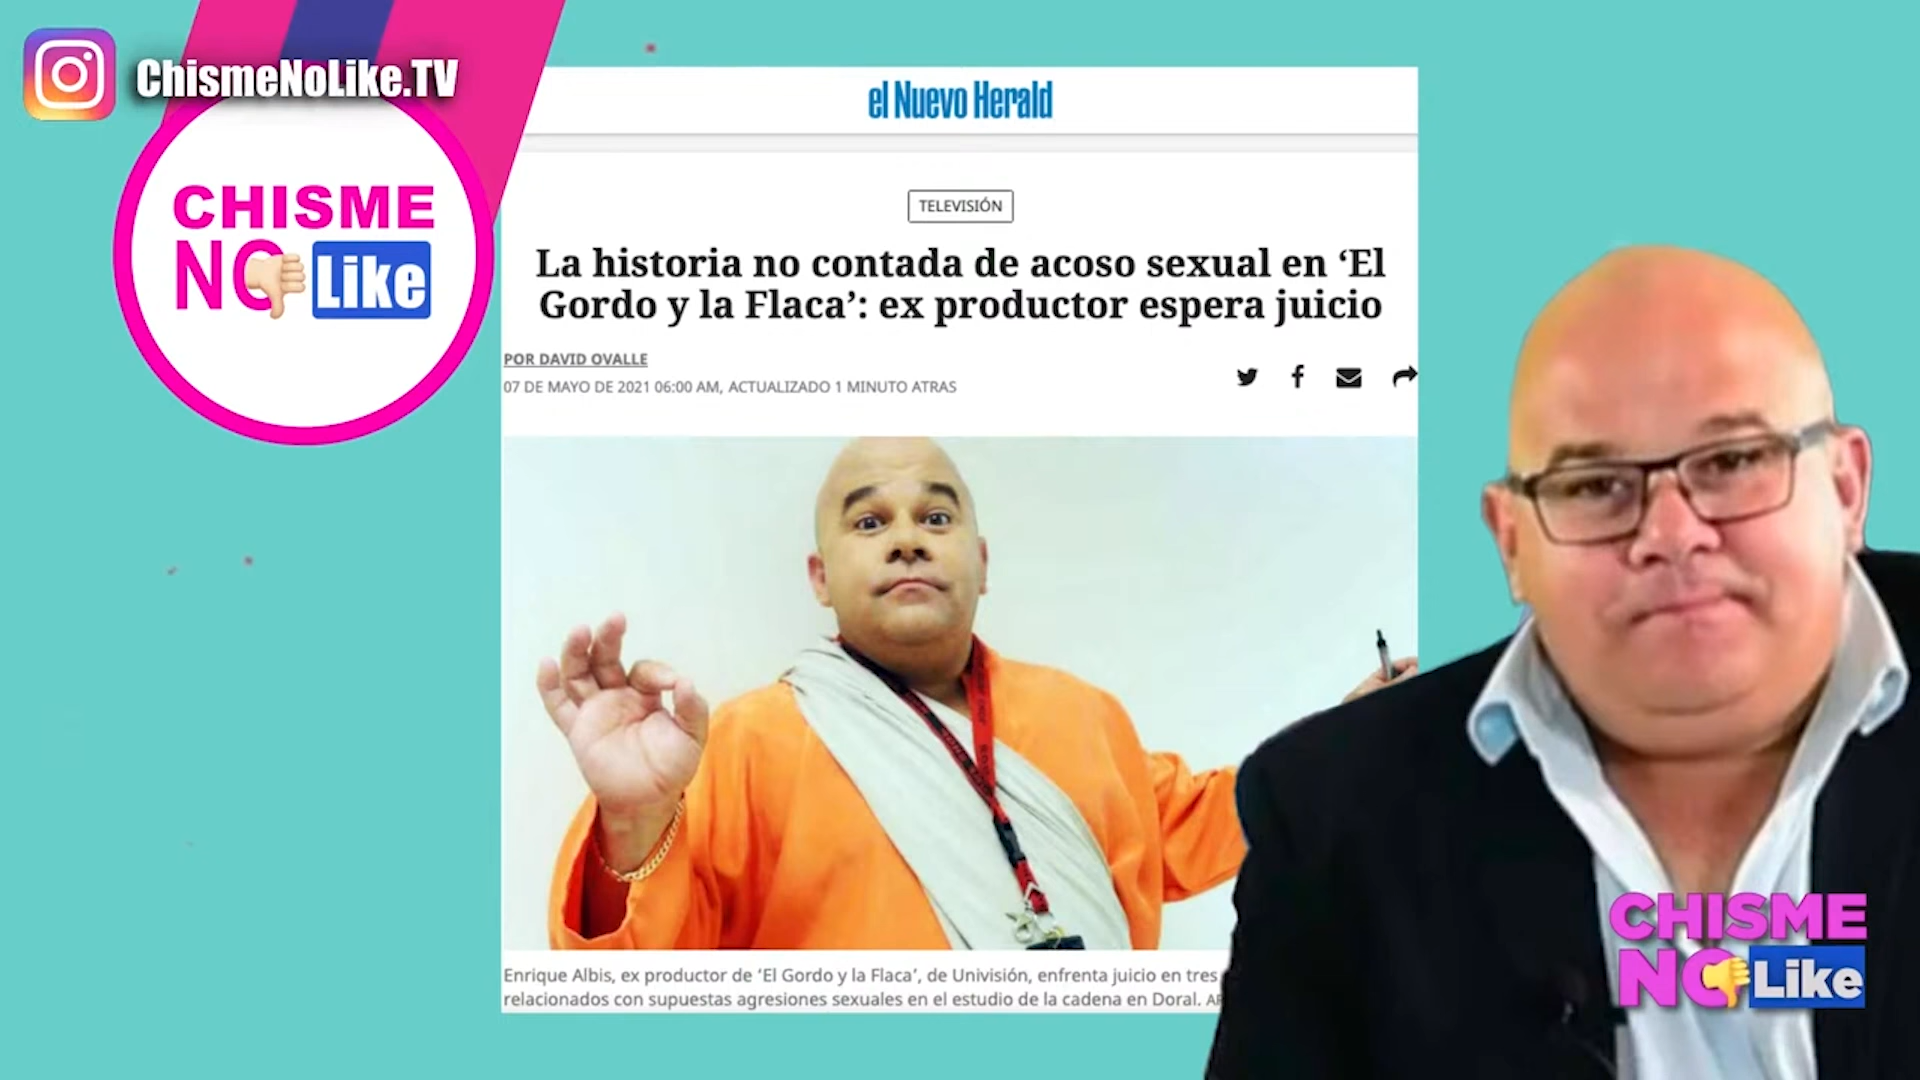 ChismeNoLike.TV
CHISME
NO Like
el Nuevo Herald
TELEVISIÓN
La historia no contada de acoso sexual en ‘El
Gordo y la Flaca’: ex productor espera juicio
POR DAVID OVALLE
07 DE MAYO DE 2021 06:00 AM, ACTUALIZADO 1 MINUTO ATRAS
Enrique Albis, ex productor de ‘El Gordo y la Flaca’, de Univisión, enfrenta juicio en tres
relacionados con supuestas agresiones sexuales en el estudio de la cadena en Doral.
CHISME
NO Like